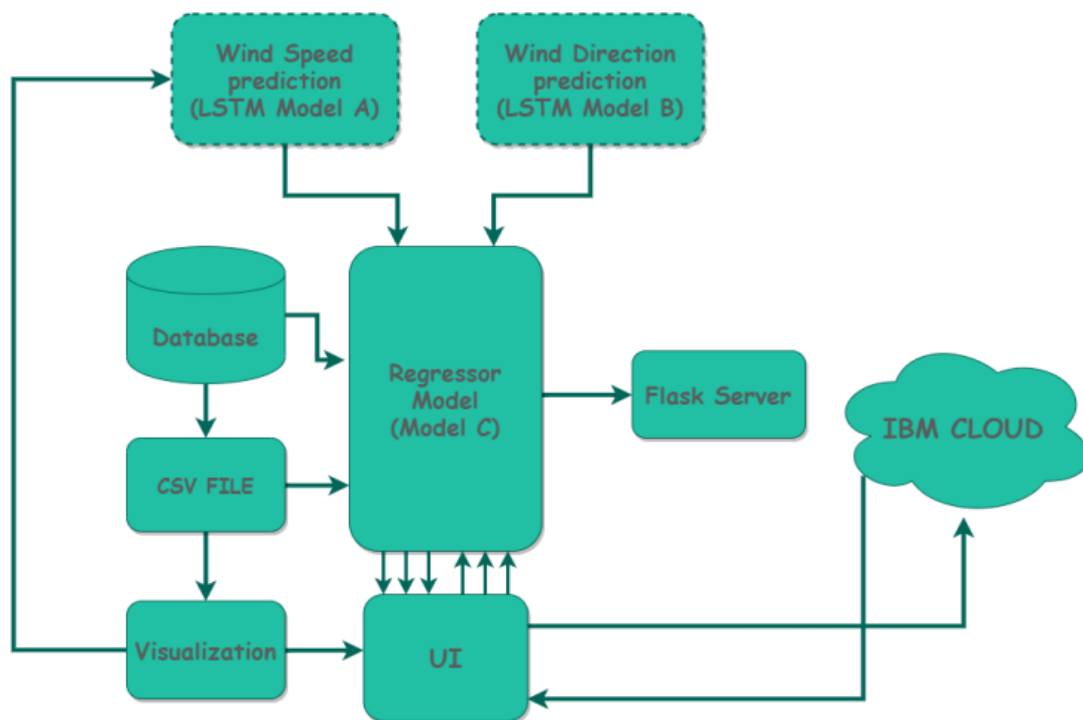 Wind Speed
prediction
(LSTM Model A)
Wind Direction
prediction
(LSTM Model B)
Database
Regressor
Model
(Model C)
Flask Server
IBM CLOUD
CSV FILE
Visualization
UI